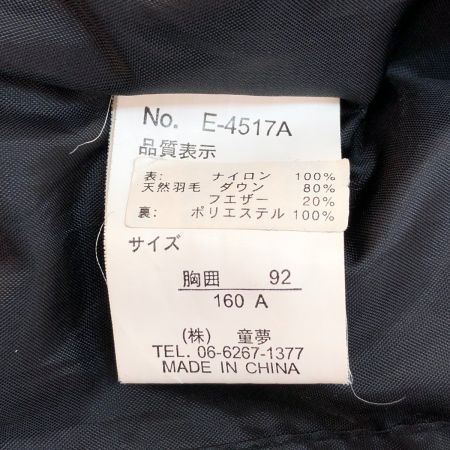 No. E-4517A
品質表示
表: ナイロン 100%
天然羽毛 ダウン 80%
フエザー 20%
裏: ポリエステル 100%
サイズ
胸囲 92
160 A
(株) 童夢
TEL. 06-6267-1377
MADE IN CHINA